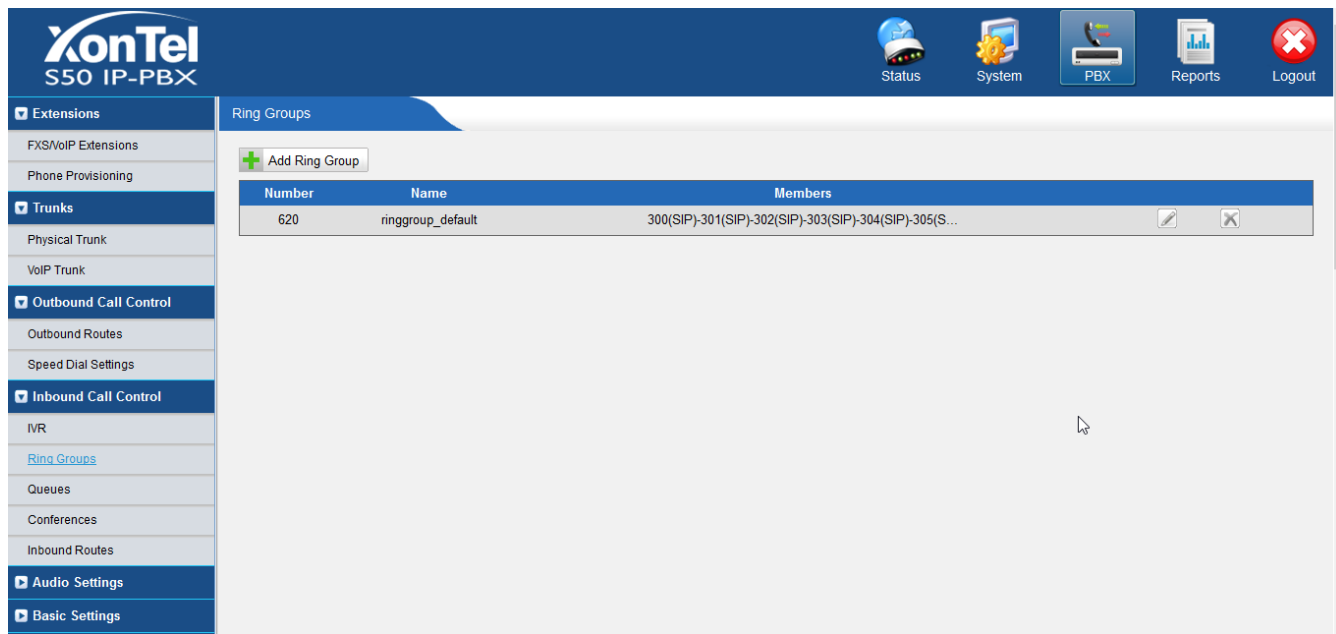 XonTel
S50 IP-PBX
Status
System
PBX
Reports
Logout
Extensions
FXS/VoIP Extensions
Phone Provisioning
Trunks
Physical Trunk
VoIP Trunk
Outbound Call Control
Outbound Routes
Speed Dial Settings
Inbound Call Control
IVR
Ring Groups
Queues
Conferences
Inbound Routes
Audio Settings
Basic Settings
Ring Groups
Add Ring Group
Number Name Members
620 ringgroup_default 300(SIP)-301(SIP)-302(SIP)-303(SIP)-304(SIP)-305(S...